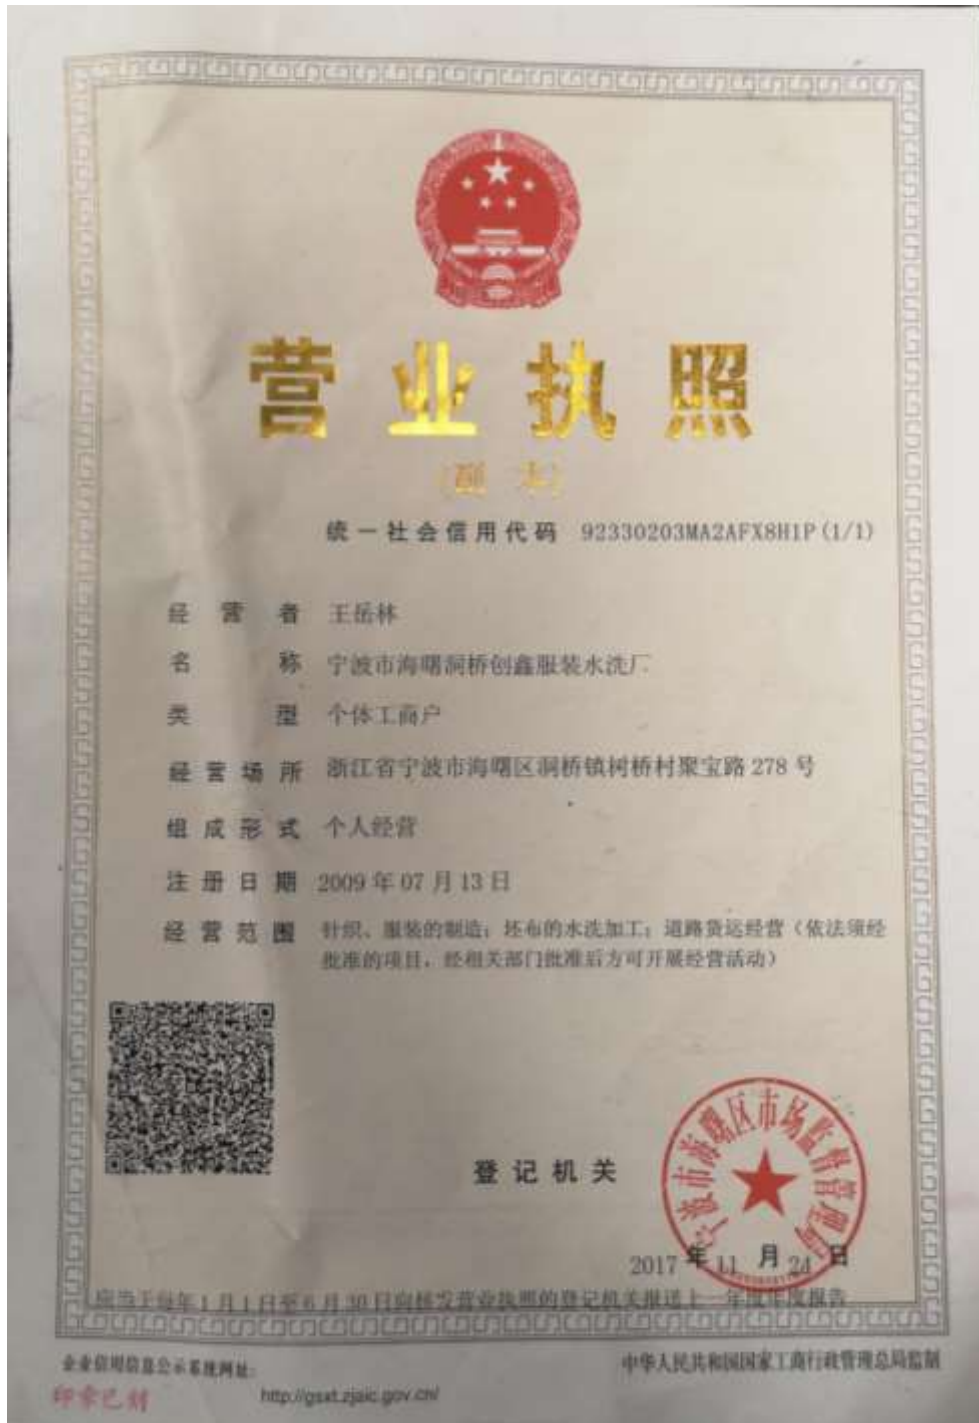 营业执照
(副本)
统一社会信用代码 92330203MA2AFX8H1P(1/1)
经营者 王岳林
名称 宁波市海曙洞桥创鑫服装水洗厂
类型 个体工商户
经营场所 浙江省宁波市海曙区洞桥镇树桥村聚宝路278号
组成形式 个人经营
注册日期 2009年07月13日
经营范围 针织、服装的制造；坯布的水洗加工；道路货运经营（依法须经
批准的项目，经相关部门批准后方可开展经营活动）
登记机关
宁波市海曙区市场监督管理局
2017年11月24日
应当于每年1月1日至6月30日向核发营业执照的登记机关报送上一年度年度报告
企业信用信息公示系统网址:
http://gsxt.zjaic.gov.cn/
中华人民共和国国家工商行政管理总局监制
印章已刻